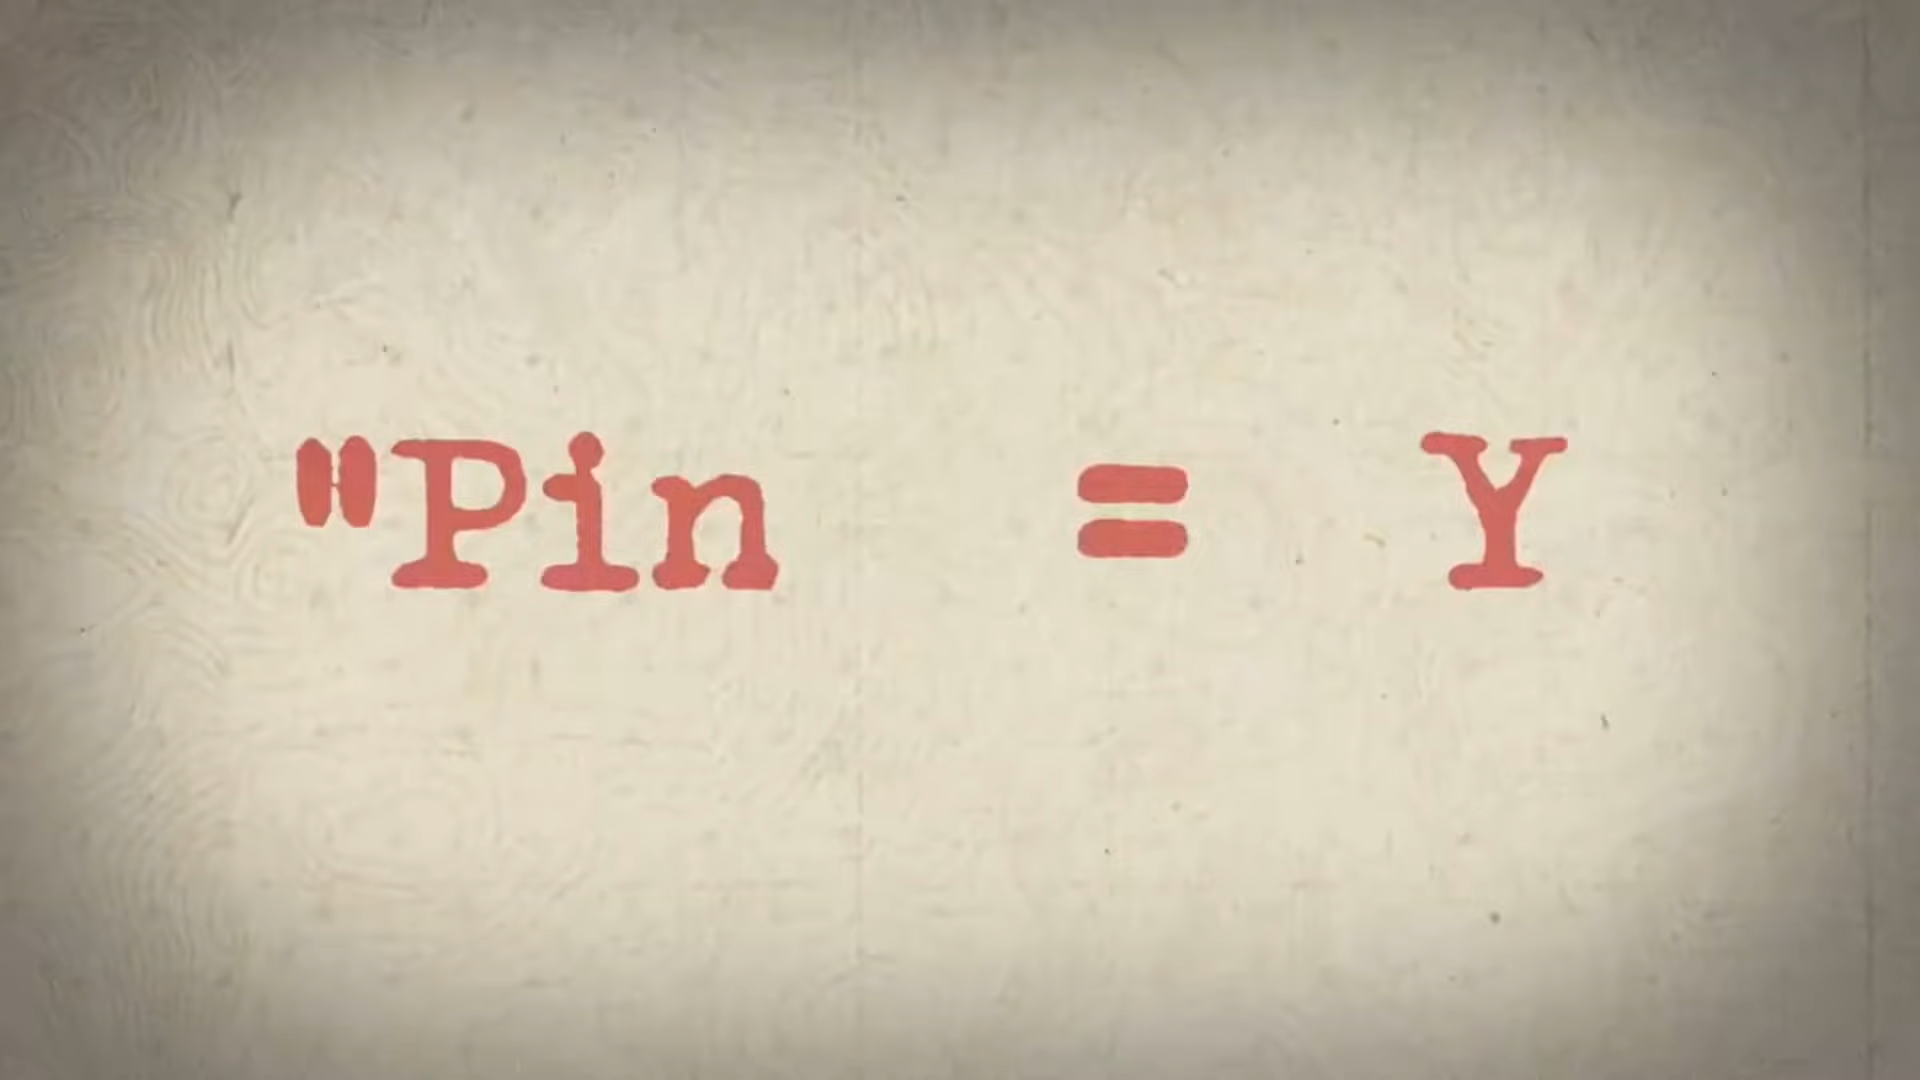 "Pin = Y